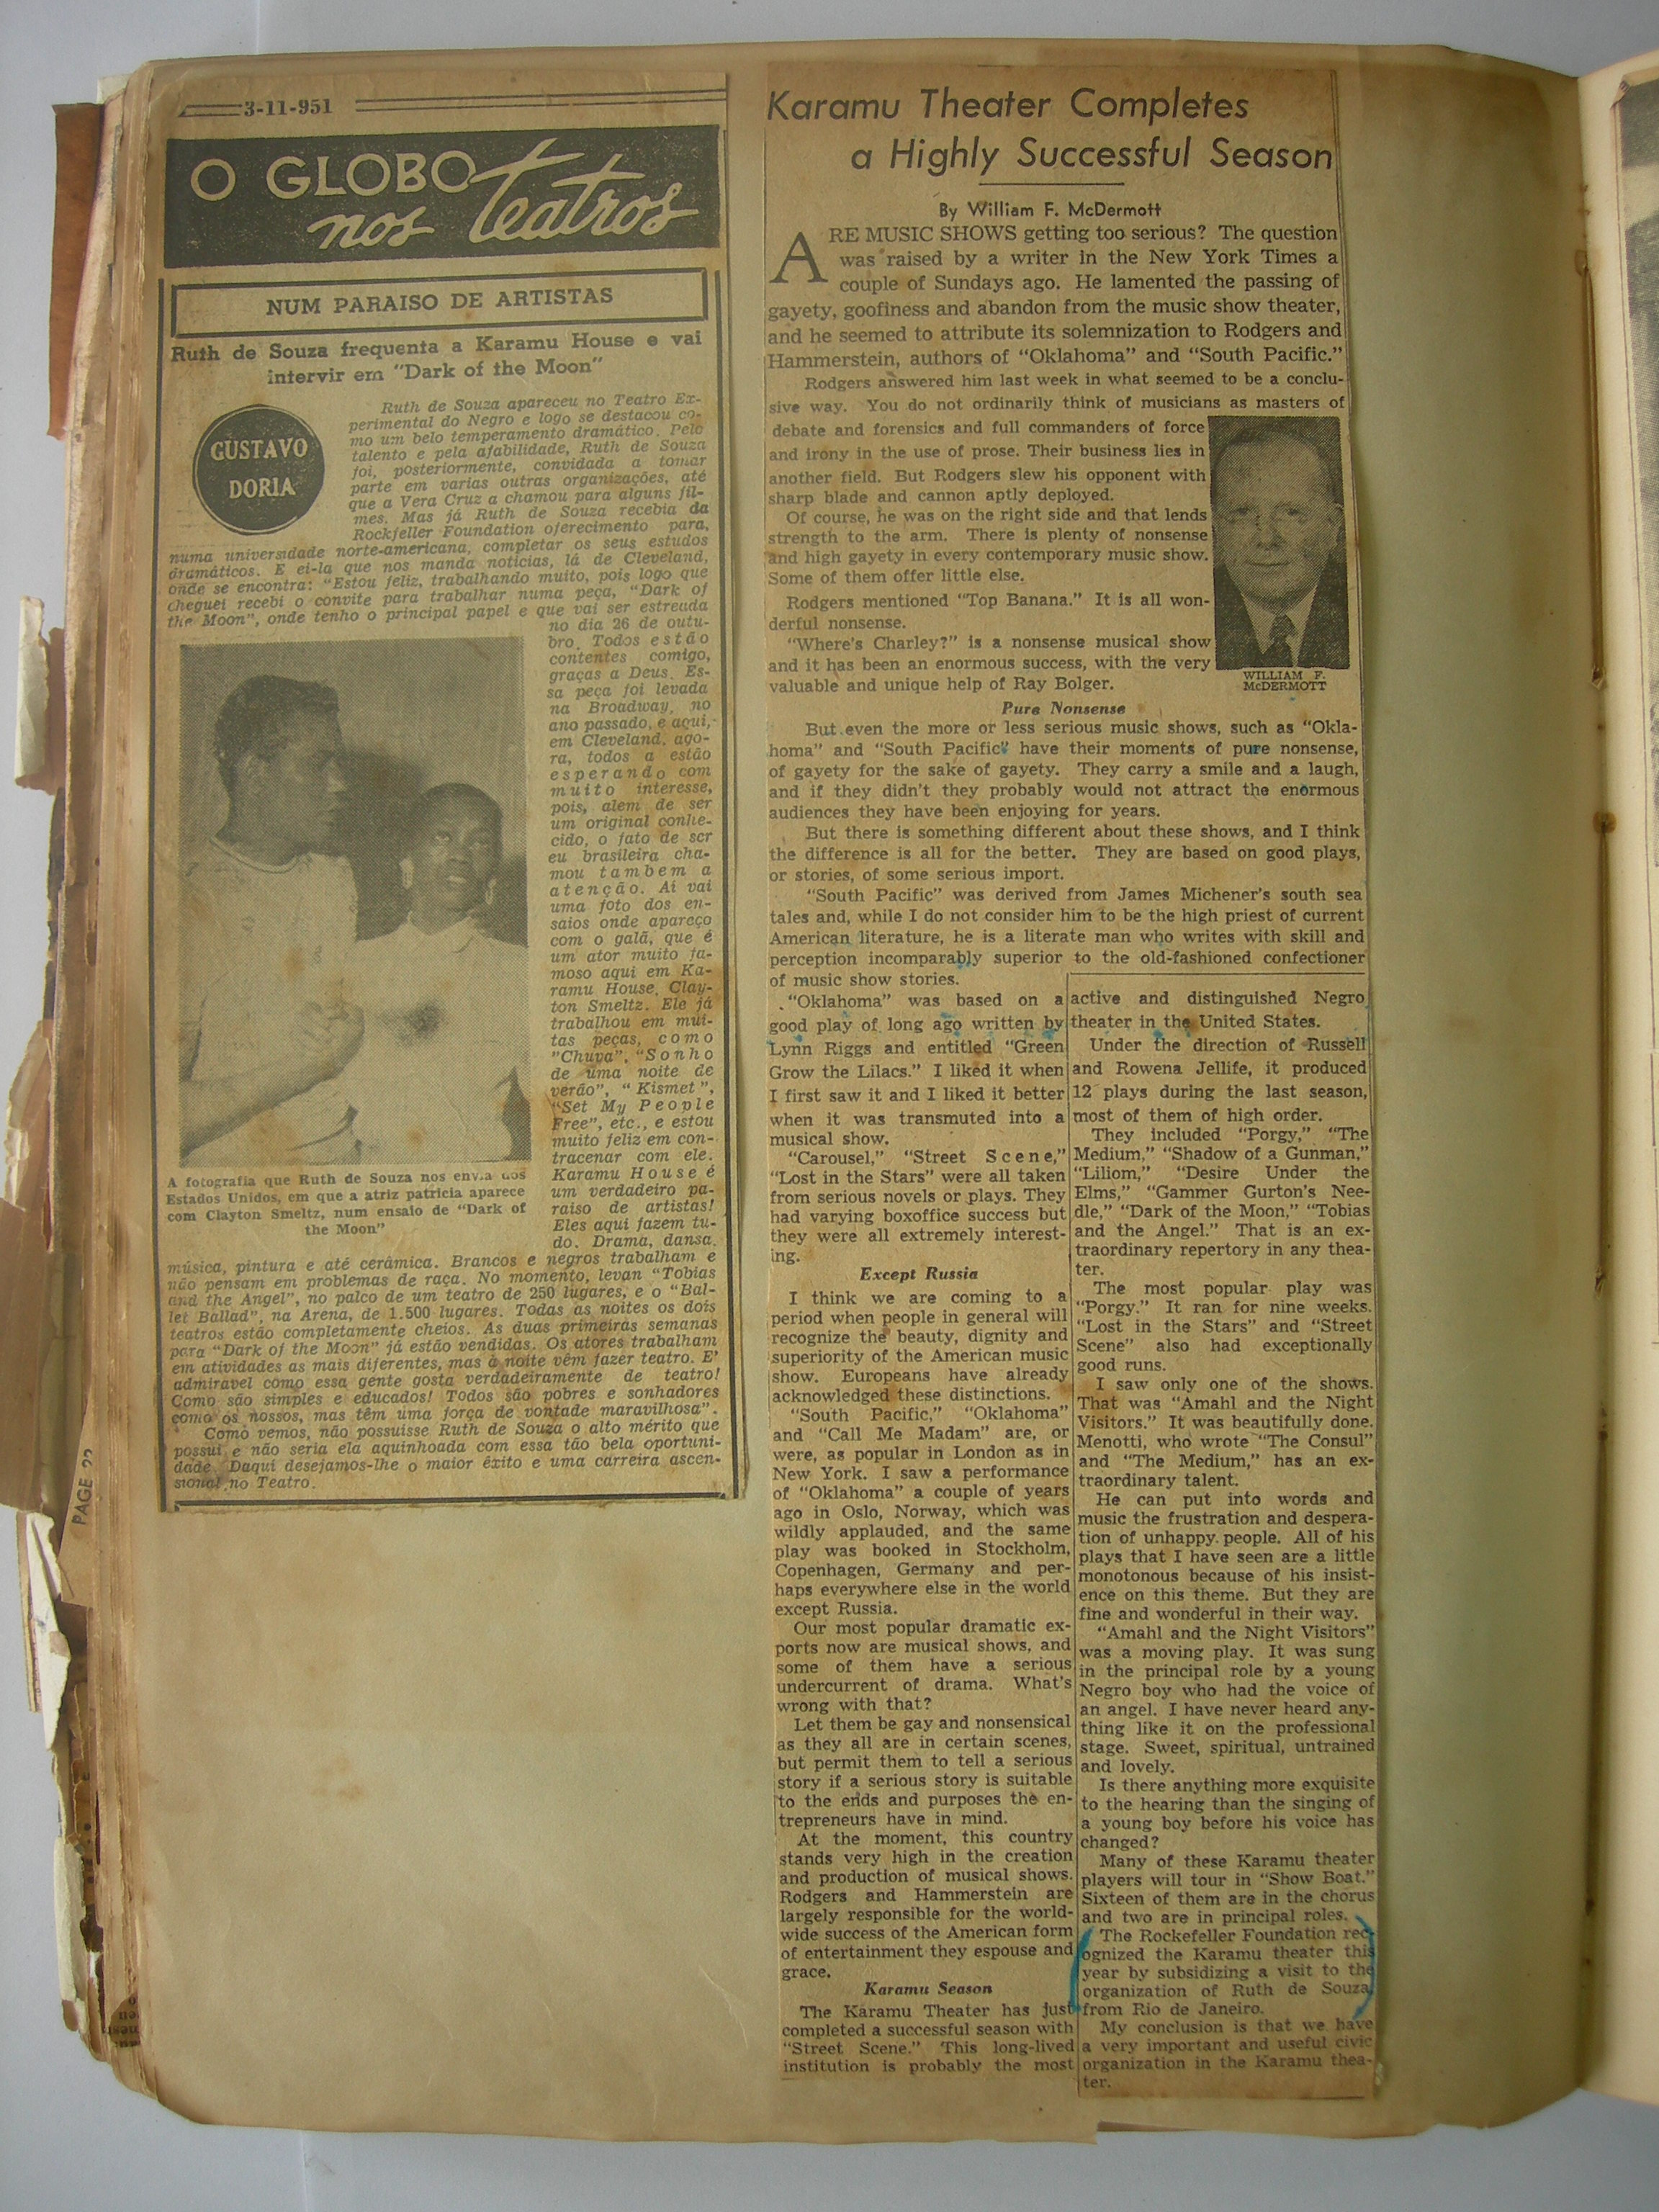 3-11-951
O GLOBO
nos teatros
NUM PARAISO DE ARTISTAS
Ruth de Souza frequenta a Karamu House e vai
intervir em "Dark of the Moon"
GUSTAVO
DORIA
Ruth de Souza apareceu no Teatro Ex-
perimental do Negro e logo se destacou co-
mo um belo temperamento dramático. Pelo
talento e pela afabilidade, Ruth de Souza
foi, posteriormente, convidada a tomar
parte em varias outras organizações, até
que a Vera Cruz a chamou para alguns fil-
mes. Mas já Ruth de Souza recebia da
Rockfeller Foundation oferecimento para,
numa universidade norte-americana, completar os seus estudos
dramáticos. E ei-la que nos manda noticias, lá de Cleveland,
onde se encontra: "Estou feliz, trabalhando muito, pois logo que
cheguei recebi o convite para trabalhar numa peça, "Dark of
the Moon", onde tenho o principal papel e que vai ser estreada
no dia 26 de outu-
bro. Todos estão
contentes comigo,
graças a Deus. Es-
sa peça foi levada
na Broadway, no
ano passado, e aqui,
em Cleveland, ago-
ra, todos a estão
esperando com
muito interesse,
pois, alem de ser
um original conhe-
cido, o fato de ser
eu brasileira cha-
mou tambem a
atenção. Aí vai
uma foto dos en-
saios onde apareço
com o galã, que é
um ator muito fa-
moso aqui em Ka-
ramu House, Clay-
ton Smeltz. Ele já
trabalhou em mui-
tas peças, como
"Chuva", "Sonho
de uma noite de
verão", "Kismet",
"Set My People
Free", etc., e estou
muito feliz em con-
tracenar com ele.
Karamu House é
um verdadeiro pa-
raiso de artistas!
Eles aqui fazem tu-
do. Drama, dansa,
A fotografia que Ruth de Souza nos envia dos
Estados Unidos, em que a atriz patricia aparece
com Clayton Smeltz, num ensaio de "Dark of
the Moon"
música, pintura e até cerâmica. Brancos e negros trabalham e
não pensam em problemas de raça. No momento, levan "Tobias
and the Angel", no palco de um teatro de 250 lugares, e o "Bal-
let Ballad", na Arena, de 1.500 lugares. Todas as noites os dois
teatros estão completamente cheios. As duas primeiras semanas
para "Dark of the Moon" já estão vendidas. Os atores trabalham
em atividades as mais diferentes, mas à noite vêm fazer teatro. E'
admiravel como essa gente gosta verdadeiramente de teatro!
Como são simples e educados! Todos são pobres e sonhadores
como os nossos, mas têm uma força de vontade maravilhosa".
Como vemos, não possuisse Ruth de Souza o alto mérito que
possui e não seria ela aquinhoada com essa tão bela oportuni-
dade. Daqui desejamos-lhe o maior êxito e uma carreira ascen-
sional no Teatro.
PAGE 22
Karamu Theater Completes
a Highly Successful Season
By William F. McDermott
ARE MUSIC SHOWS getting too serious? The question
was raised by a writer in the New York Times a
couple of Sundays ago. He lamented the passing of
gayety, goofiness and abandon from the music show theater,
and he seemed to attribute its solemnization to Rodgers and
Hammerstein, authors of "Oklahoma" and "South Pacific."
Rodgers answered him last week in what seemed to be a conclu-
sive way. You do not ordinarily think of musicians as masters of
debate and forensics and full commanders of force
and irony in the use of prose. Their business lies in
another field. But Rodgers slew his opponent with
sharp blade and cannon aptly deployed.
Of course, he was on the right side and that lends
strength to the arm. There is plenty of nonsense
and high gayety in every contemporary music show.
Some of them offer little else.
Rodgers mentioned "Top Banana." It is all won-
derful nonsense.
"Where's Charley?" is a nonsense musical show
and it has been an enormous success, with the very
valuable and unique help of Ray Bolger.
WILLIAM F.
McDERMOTT
Pure Nonsense
But even the more or less serious music shows, such as "Okla-
homa" and "South Pacific" have their moments of pure nonsense,
of gayety for the sake of gayety. They carry a smile and a laugh,
and if they didn't they probably would not attract the enormous
audiences they have been enjoying for years.
But there is something different about these shows, and I think
the difference is all for the better. They are based on good plays,
or stories, of some serious import.
"South Pacific" was derived from James Michener's south sea
tales and, while I do not consider him to be the high priest of current
American literature, he is a literate man who writes with skill and
perception incomparably superior to the old-fashioned confectioner
of music show stories.
"Oklahoma" was based on a
good play of long ago written by
Lynn Riggs and entitled "Green
Grow the Lilacs." I liked it when
I first saw it and I liked it better
when it was transmuted into a
musical show.
"Carousel," "Street Scene,"
"Lost in the Stars" were all taken
from serious novels or plays. They
had varying boxoffice success but
they were all extremely interest-
ing.
Except Russia
I think we are coming to a
period when people in general will
recognize the beauty, dignity and
superiority of the American music
show. Europeans have already
acknowledged these distinctions.
"South Pacific," "Oklahoma"
and "Call Me Madam" are, or
were, as popular in London as in
New York. I saw a performance
of "Oklahoma" a couple of years
ago in Oslo, Norway, which was
wildly applauded, and the same
play was booked in Stockholm,
Copenhagen, Germany and per-
haps everywhere else in the world
except Russia.
Our most popular dramatic ex-
ports now are musical shows, and
some of them have a serious
undercurrent of drama. What's
wrong with that?
Let them be gay and nonsensical
as they all are in certain scenes,
but permit them to tell a serious
story if a serious story is suitable
to the ends and purposes the en-
trepreneurs have in mind.
At the moment, this country
stands very high in the creation
and production of musical shows.
Rodgers and Hammerstein are
largely responsible for the world-
wide success of the American form
of entertainment they espouse and
grace.
Karamu Season
The Karamu Theater has just
completed a successful season with
"Street Scene." This long-lived
institution is probably the most
active and distinguished Negro
theater in the United States.
Under the direction of Russell
and Rowena Jellife, it produced
12 plays during the last season,
most of them of high order.
They included "Porgy," "The
Medium," "Shadow of a Gunman,"
"Liliom," "Desire Under the
Elms," "Gammer Gurton's Nee-
dle," "Dark of the Moon," "Tobias
and the Angel." That is an ex-
traordinary repertory in any thea-
ter.
The most popular play was
"Porgy." It ran for nine weeks.
"Lost in the Stars" and "Street
Scene" also had exceptionally
good runs.
I saw only one of the shows.
That was "Amahl and the Night
Visitors." It was beautifully done.
Menotti, who wrote "The Consul"
and "The Medium," has an ex-
traordinary talent.
He can put into words and
music the frustration and despera-
tion of unhappy people. All of his
plays that I have seen are a little
monotonous because of his insist-
ence on this theme. But they are
fine and wonderful in their way.
"Amahl and the Night Visitors"
was a moving play. It was sung
in the principal role by a young
Negro boy who had the voice of
an angel. I have never heard any-
thing like it on the professional
stage. Sweet, spiritual, untrained
and lovely.
Is there anything more exquisite
to the hearing than the singing of
a young boy before his voice has
changed?
Many of these Karamu theater
players will tour in "Show Boat."
Sixteen of them are in the chorus
and two are in principal roles.
The Rockefeller Foundation rec-
ognized the Karamu theater this
year by subsidizing a visit to the
organization of Ruth de Souza,
from Rio de Janeiro.
My conclusion is that we have
a very important and useful civic
organization in the Karamu thea-
ter.